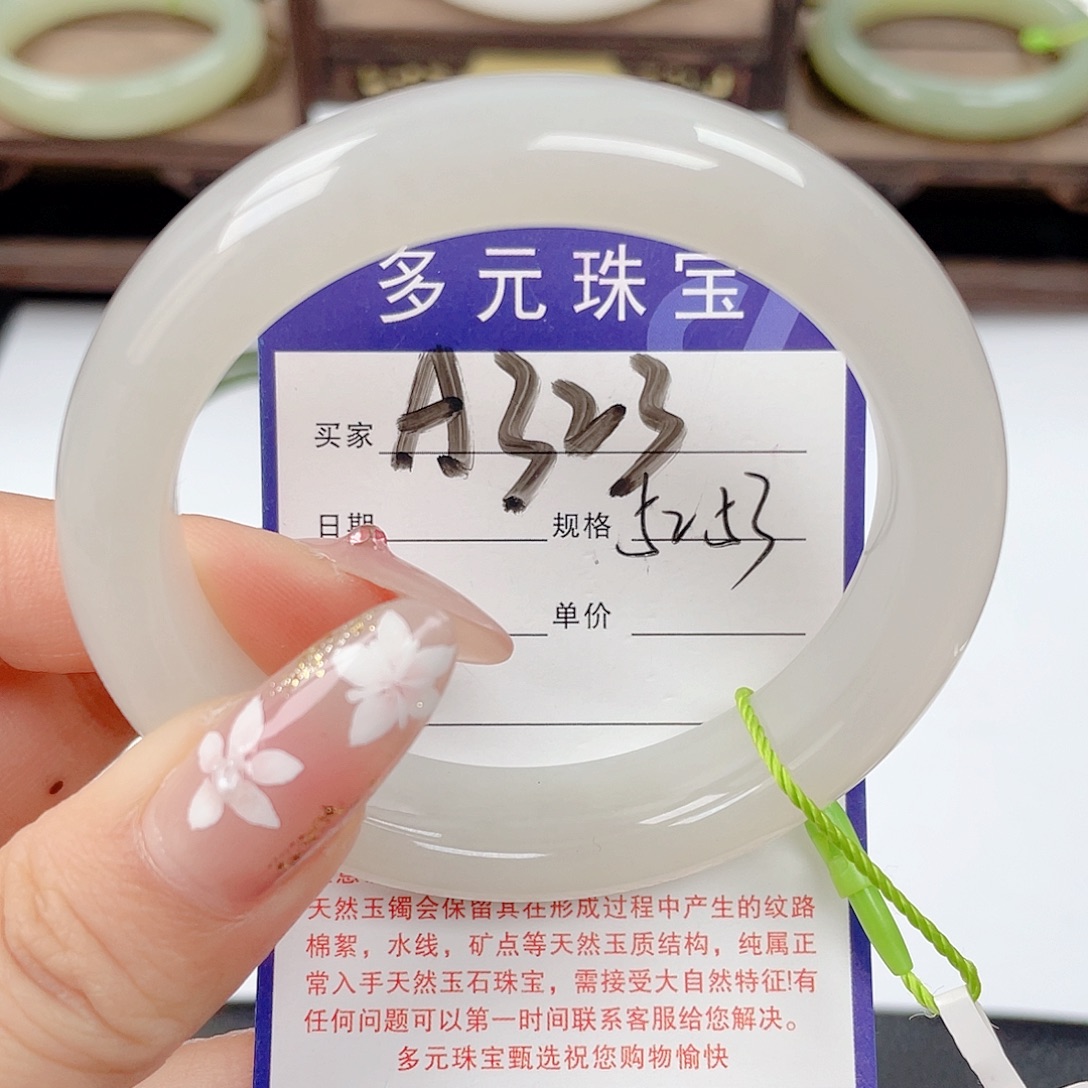 多元珠宝
买家 A323
日期 规格 5253
单价
天然玉镯会保留其在形成过程中产生的纹路
棉絮，水线，矿点等天然玉质结构，纯属正
常入手天然玉石珠宝，需接受大自然特征!有
任何问题可以第一时间联系客服给您解决。
多元珠宝甄选祝您购物愉快